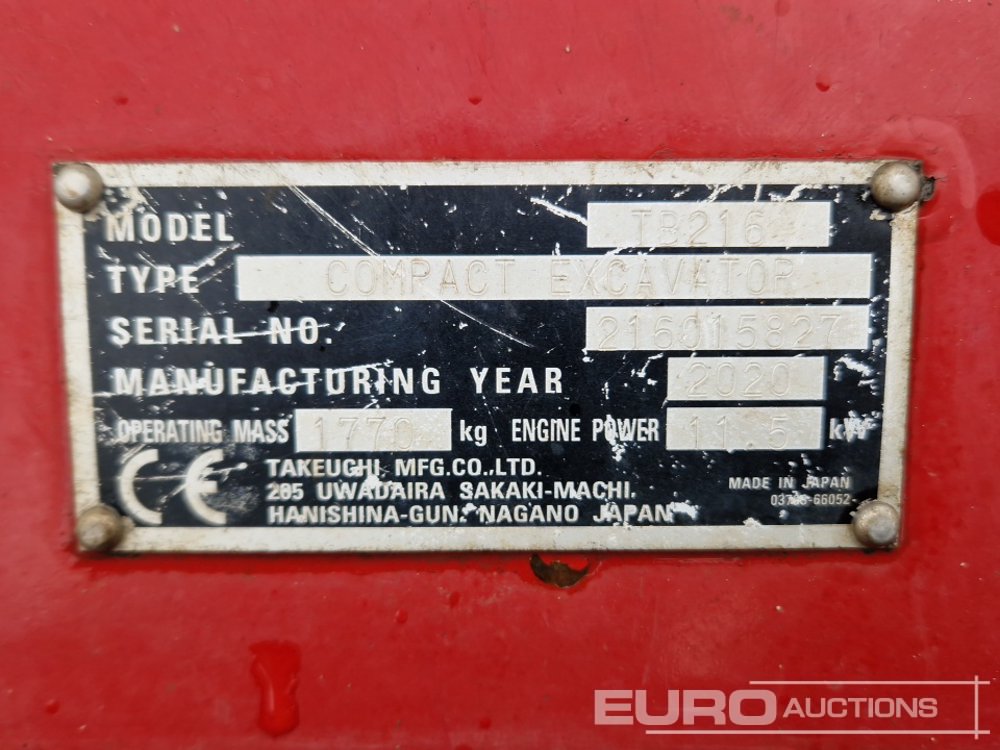 MODEL TB216
TYPE COMPACT EXCAVATOR
SERIAL NO. 216015827
MANUFACTURING YEAR 2020
OPERATING MASS 1770 kg ENGINE POWER 11.5 kW
CE TAKEUCHI MFG.CO.,LTD.
205 UWADAIRA SAKAKI-MACHI,
HANISHINA-GUN, NAGANO JAPAN
MADE IN JAPAN
EURO AUCTIONS